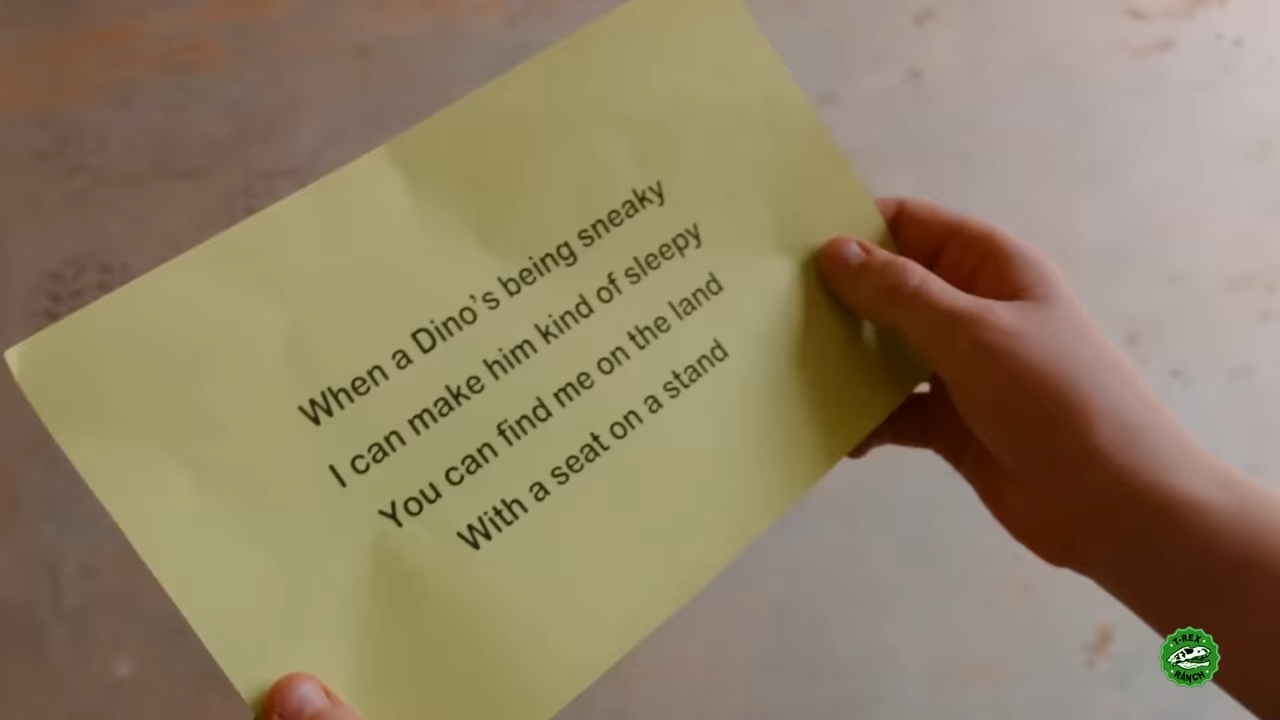 When a Dino's being sneaky
I can make him kind of sleepy
You can find me on the land
With a seat on a stand
T-REX
RANCH